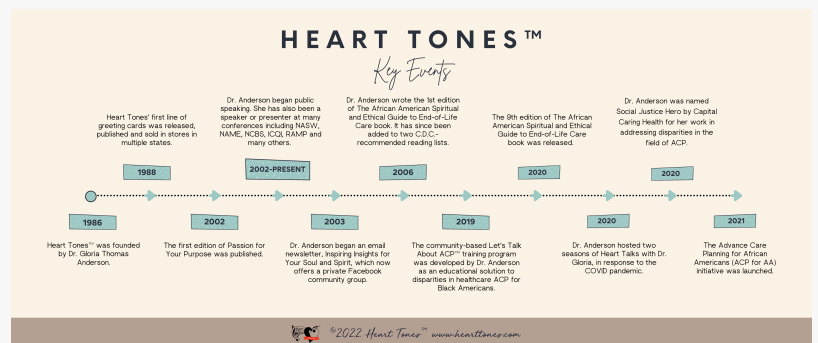 HEART TONES™
Key Events
Heart Tones' first line of
greeting cards was released,
published and sold in stores in
multiple states.
Dr. Anderson began public
speaking. She has also been a
speaker or presenter at many
conferences including NASW,
NAME, NCBS, ICQI, RAMP and
many others.
Dr. Anderson wrote the 1st edition
of The African American Spiritual
and Ethical Guide to End-of-Life
Care book. It has since been
added to two C.D.C.-
recommended reading lists.
The 9th edition of The African
American Spiritual and Ethical
Guide to End-of-Life Care
book was released.
Dr. Anderson was named
Social Justice Hero by Capital
Caring Health for her work in
addressing disparities in the
field of ACP.
1988
2002-PRESENT
2006
2020
2020
1986
2002
2003
2019
2020
2021
Heart Tones™ was founded
by Dr. Gloria Thomas
Anderson.
The first edition of Passion for
Your Purpose was published.
Dr. Anderson began an email
newsletter, Inspiring Insights for
Your Soul and Spirit, which now
offers a private Facebook
community group.
The community-based Let's Talk
About ACP™ training program
was developed by Dr. Anderson
as an educational solution to
disparities in healthcare ACP for
Black Americans.
Dr. Anderson hosted two
seasons of Heart Talks with Dr.
Gloria, in response to the
COVID pandemic.
The Advance Care
Planning for African
Americans (ACP for AA)
initiative was launched.
©2022 Heart Tones™ www.hearttones.com